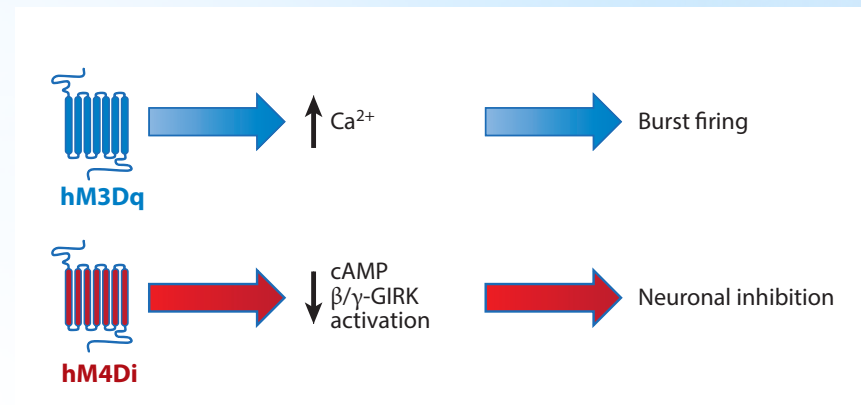 Ca²⁺
Burst firing
hM3Dq
cAMP
β/γ-GIRK
activation
Neuronal inhibition
hM4Di